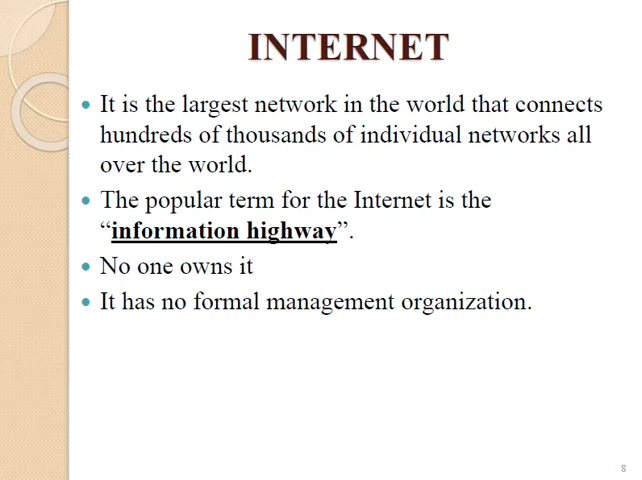 INTERNET
• It is the largest network in the world that connects
hundreds of thousands of individual networks all
over the world.
• The popular term for the Internet is the
“information highway”.
• No one owns it
• It has no formal management organization.
8